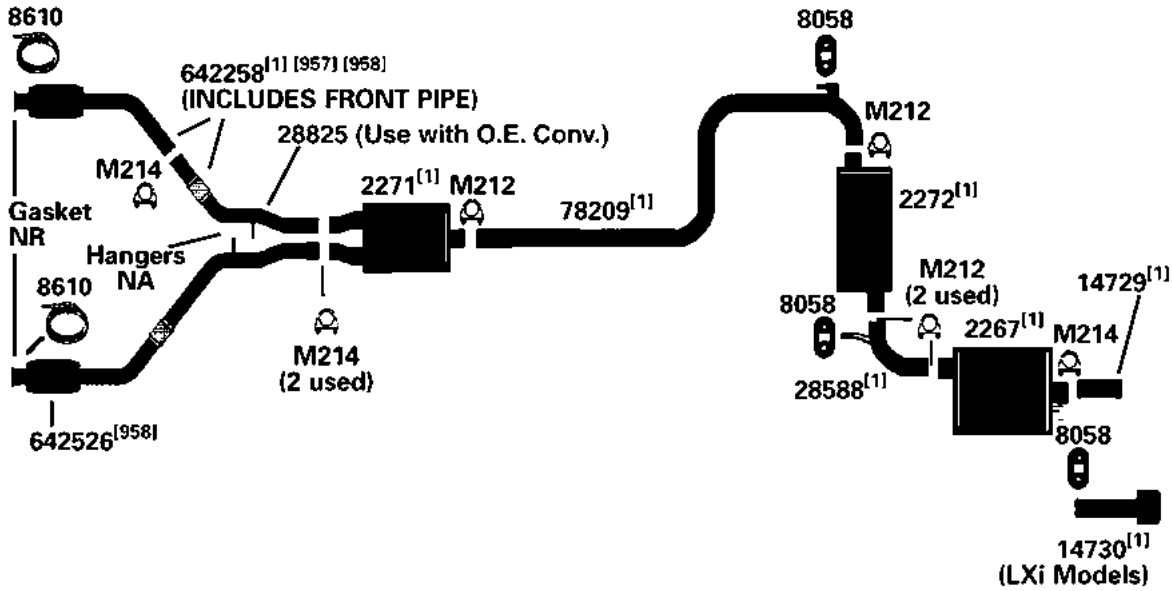 8610
8058
642258[1] [957] [958]
(INCLUDES FRONT PIPE)
28825 (Use with O.E. Conv.)
M212
M214
2271[1]
M212
78209[1]
2272[1]
Gasket
NR
Hangers
NA
8610
M212
(2 used)
14729[1]
8058
2267[1]
M214
M214
(2 used)
28588[1]
8058
642526[958]
14730[1]
(LXi Models)